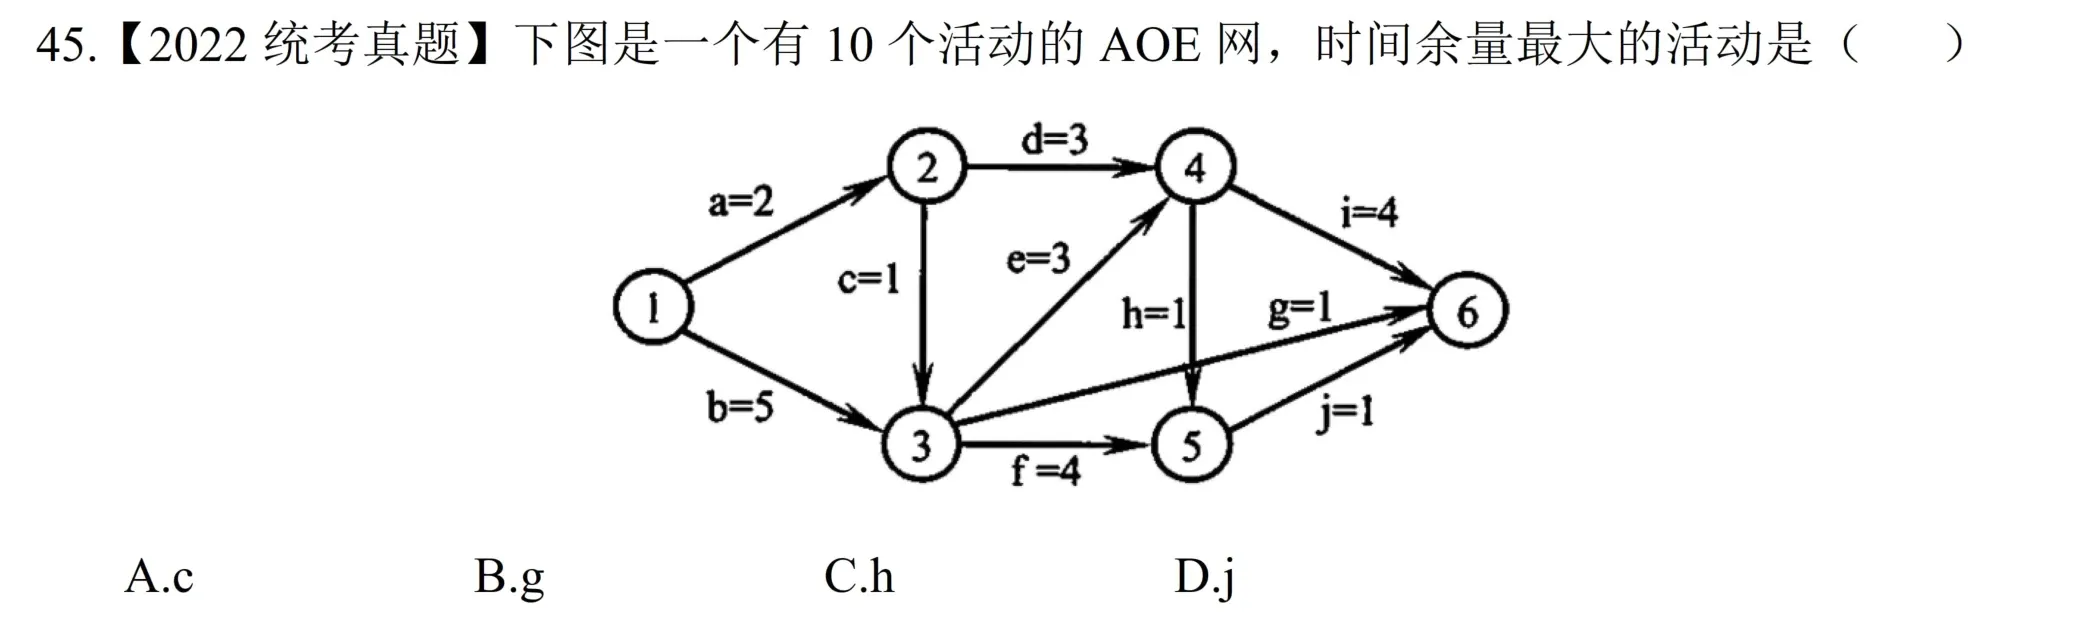 45.【2022 统考真题】下图是一个有 10 个活动的 AOE 网，时间余量最大的活动是（　　）
d=3
2
4
a=2
i=4
c=1
e=3
1
h=1
g=1
6
b=5
j=1
3
f=4
5
A.c B.g C.h D.j